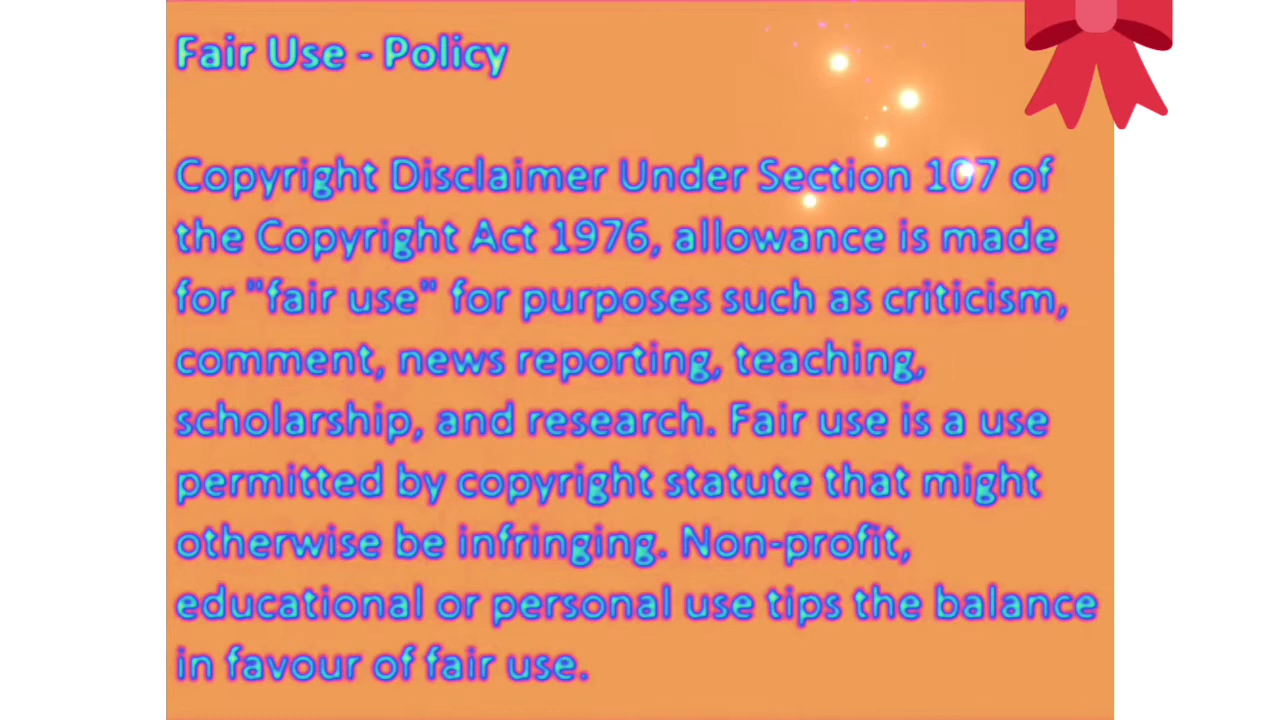 Fair Use - Policy
Copyright Disclaimer Under Section 107 of
the Copyright Act 1976, allowance is made
for "fair use" for purposes such as criticism,
comment, news reporting, teaching,
scholarship, and research. Fair use is a use
permitted by copyright statute that might
otherwise be infringing. Non-profit,
educational or personal use tips the balance
in favour of fair use.